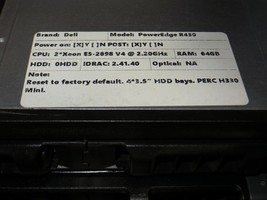 Brand: Dell Model: PowerEdge R430
Power on: [X]Y [ ]N POST: [X]Y [ ]N
CPU: 2*Xeon E5-2698 V4 @ 2.20GHz RAM: 64GB
HDD: 0HDD iDRAC: 2.41.40 Optical: NA
Note:
Reset to factory default. 4*3.5" HDD bays. PERC H330
Mini.